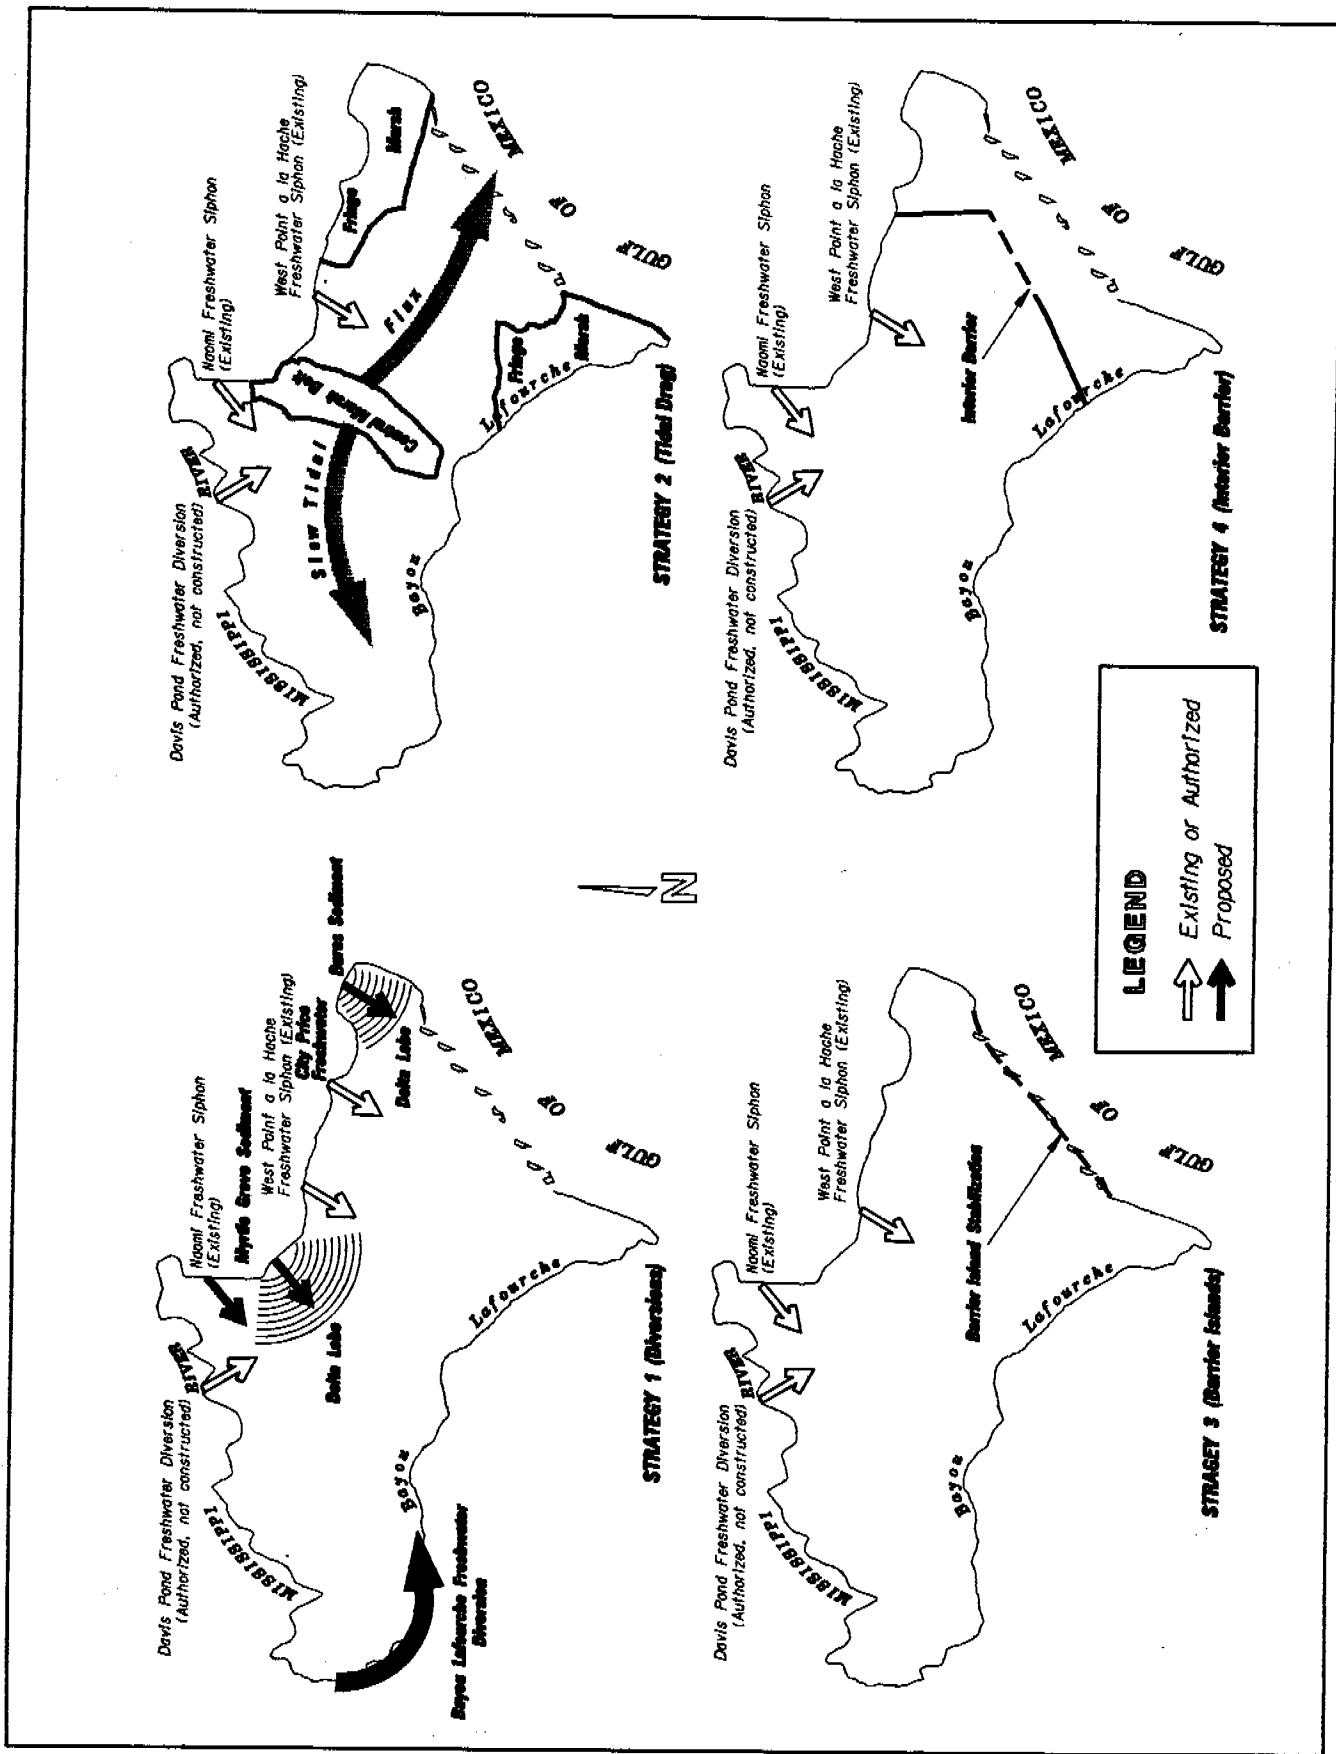 Davis Pond Freshwater Diversion
(Authorized, not constructed)
MISSISSIPPI
RIVER
Naomi Freshwater Siphon
(Existing)
Myrtle Grove Sediment
West Point a la Hache
Freshwater Siphon (Existing)
City Price
Freshwater
Buras Sediment
Delta Lobe
Delta Lobe
Bayou Lafourche Freshwater
Diversion
Bayou
Lafourche
GULF
OF
MEXICO
STRATEGY 1 (Diversions)
Davis Pond Freshwater Diversion
(Authorized, not constructed)
MISSISSIPPI
RIVER
Naomi Freshwater Siphon
(Existing)
West Point a la Hache
Freshwater Siphon (Existing)
Slow Tidal
Flux
Central Marsh Belt
Fringe
Marsh
Fringe
Marsh
Bayou
Lafourche
GULF
OF
MEXICO
STRATEGY 2 (Tidal Drag)
N
Davis Pond Freshwater Diversion
(Authorized, not constructed)
MISSISSIPPI
RIVER
Naomi Freshwater Siphon
(Existing)
West Point a la Hache
Freshwater Siphon (Existing)
Barrier Island Stabilization
Bayou
Lafourche
GULF
OF
MEXICO
STRAGEY 3 (Barrier Islands)
Davis Pond Freshwater Diversion
(Authorized, not constructed)
MISSISSIPPI
RIVER
Naomi Freshwater Siphon
(Existing)
West Point a la Hache
Freshwater Siphon (Existing)
Interior Barrier
Bayou
Lafourche
GULF
OF
MEXICO
STRATEGY 4 (Interior Barrier)
LEGEND
Existing or Authorized
Proposed